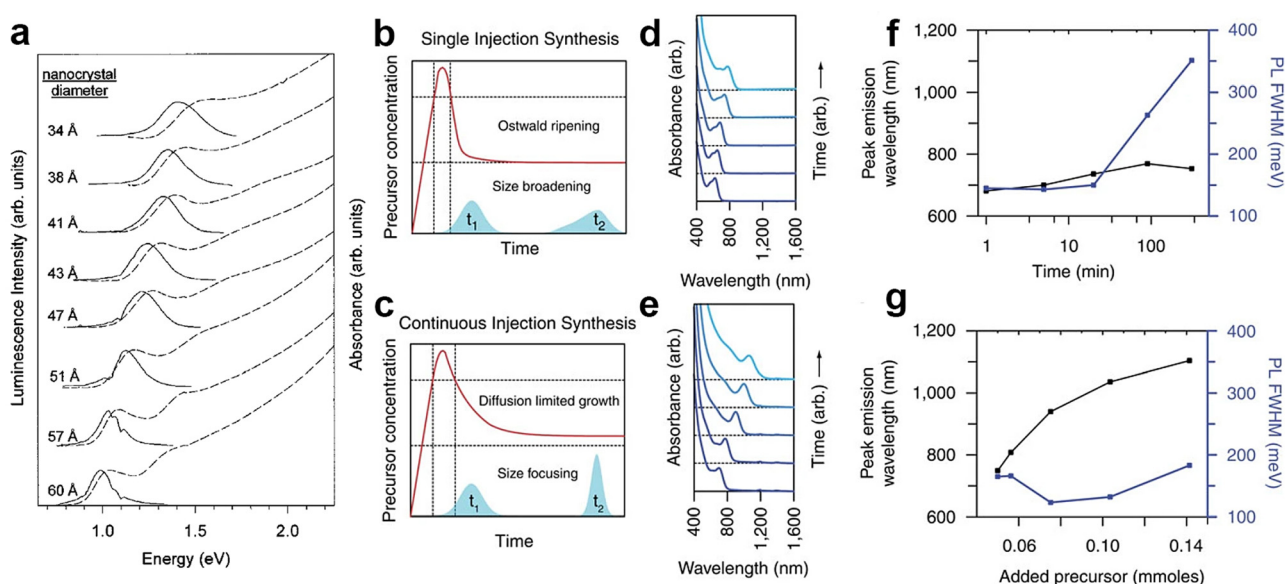 a
nanocrystal
diameter
34 Å
38 Å
41 Å
43 Å
47 Å
51 Å
57 Å
60 Å
Luminescence Intensity (arb. units)
Absorbance (arb. units)
1.0
1.5
2.0
Energy (eV)
b
Single Injection Synthesis
Precursor concentration
Ostwald ripening
Size broadening
t1
t2
Time
c
Continuous Injection Synthesis
Precursor concentration
Diffusion limited growth
Size focusing
t1
t2
Time
d
Absorbance (arb.)
Time (arb.) →
400
800
1,200
1,600
Wavelength (nm)
e
Absorbance (arb.)
Time (arb.) →
400
800
1,200
1,600
Wavelength (nm)
f
1,200
1,000
800
600
Peak emission
wavelength (nm)
400
300
200
100
PL FWHM
(meV)
1
10
100
Time (min)
g
1,200
1,000
800
600
Peak emission
wavelength (nm)
400
300
200
100
PL FWHM
(meV)
0.06
0.10
0.14
Added precursor (mmoles)